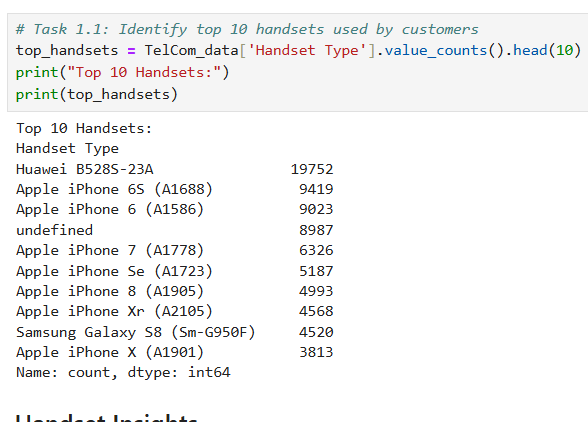 # Task 1.1: Identify top 10 handsets used by customers
top_handsets = TelCom_data['Handset Type'].value_counts().head(10)
print("Top 10 Handsets:")
print(top_handsets)
Top 10 Handsets:
Handset Type
Huawei B528S-23A                19752
Apple iPhone 6S (A1688)          9419
Apple iPhone 6 (A1586)           9023
undefined                        8987
Apple iPhone 7 (A1778)           6326
Apple iPhone Se (A1723)          5187
Apple iPhone 8 (A1905)           4993
Apple iPhone Xr (A2105)          4568
Samsung Galaxy S8 (Sm-G950F)     4520
Apple iPhone X (A1901)           3813
Name: count, dtype: int64
Handset Insights